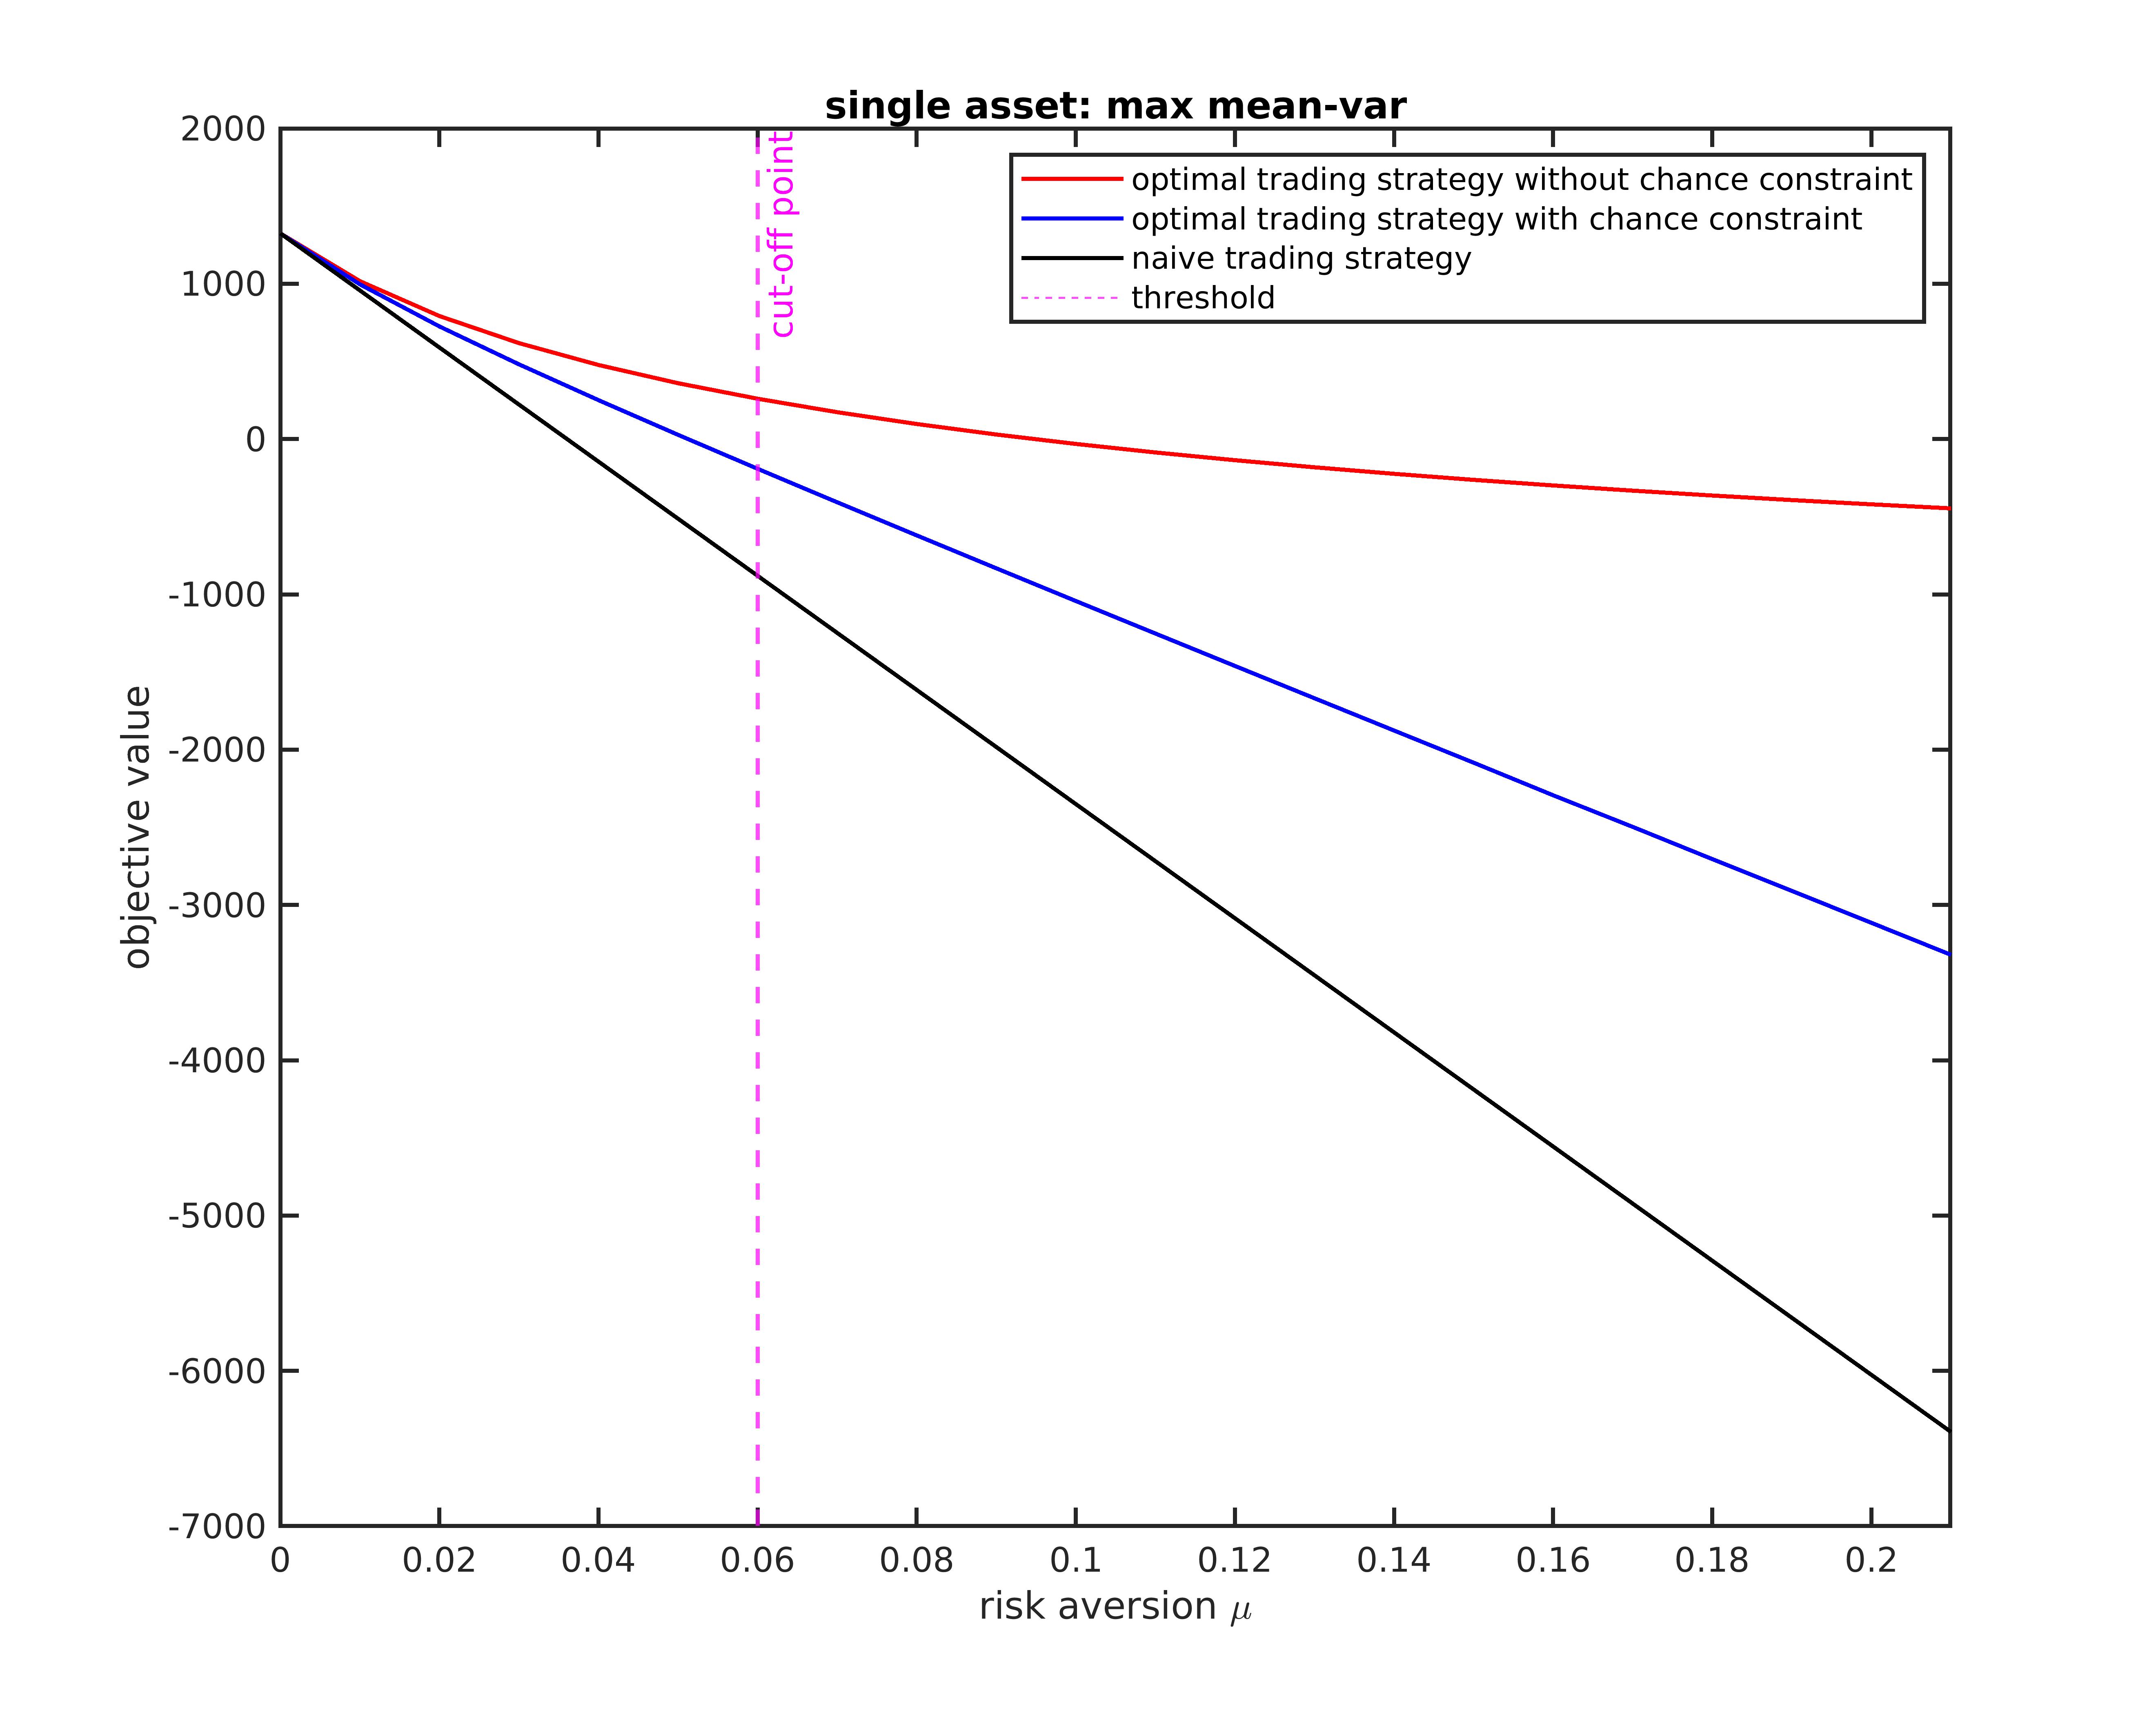 single asset: max mean-var
2000
1000
0
-1000
-2000
-3000
-4000
-5000
-6000
-7000
objective value
cut-off point
optimal trading strategy without chance constraint
optimal trading strategy with chance constraint
naive trading strategy
threshold
0 0.02 0.04 0.06 0.08 0.1 0.12 0.14 0.16 0.18 0.2
risk aversion μ